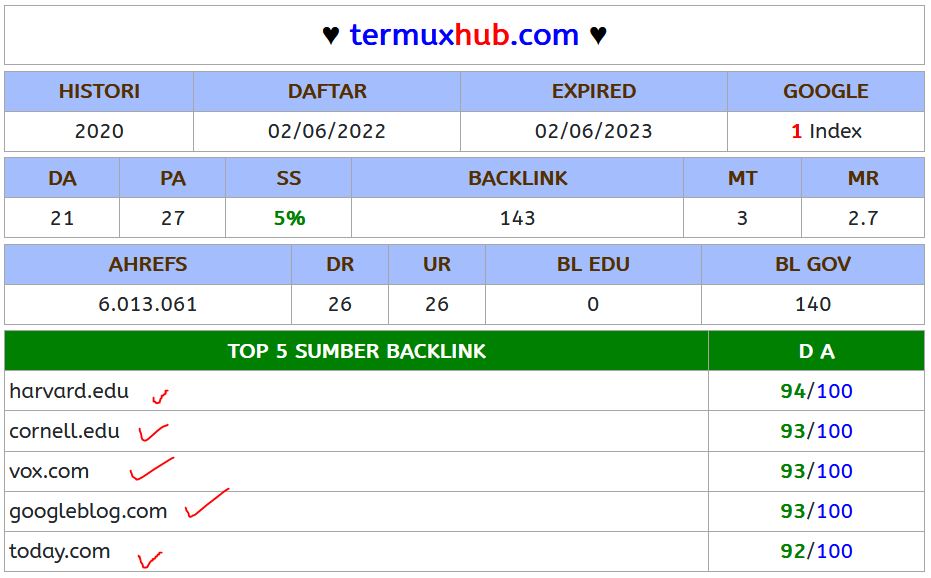 ♥ termuxhub.com ♥
HISTORI DAFTAR EXPIRED GOOGLE
2020 02/06/2022 02/06/2023 1 Index
DA PA SS BACKLINK MT MR
21 27 5% 143 3 2.7
AHREFS DR UR BL EDU BL GOV
6.013.061 26 26 0 140
TOP 5 SUMBER BACKLINK D A
harvard.edu 94/100
cornell.edu 93/100
vox.com 93/100
googleblog.com 93/100
today.com 92/100